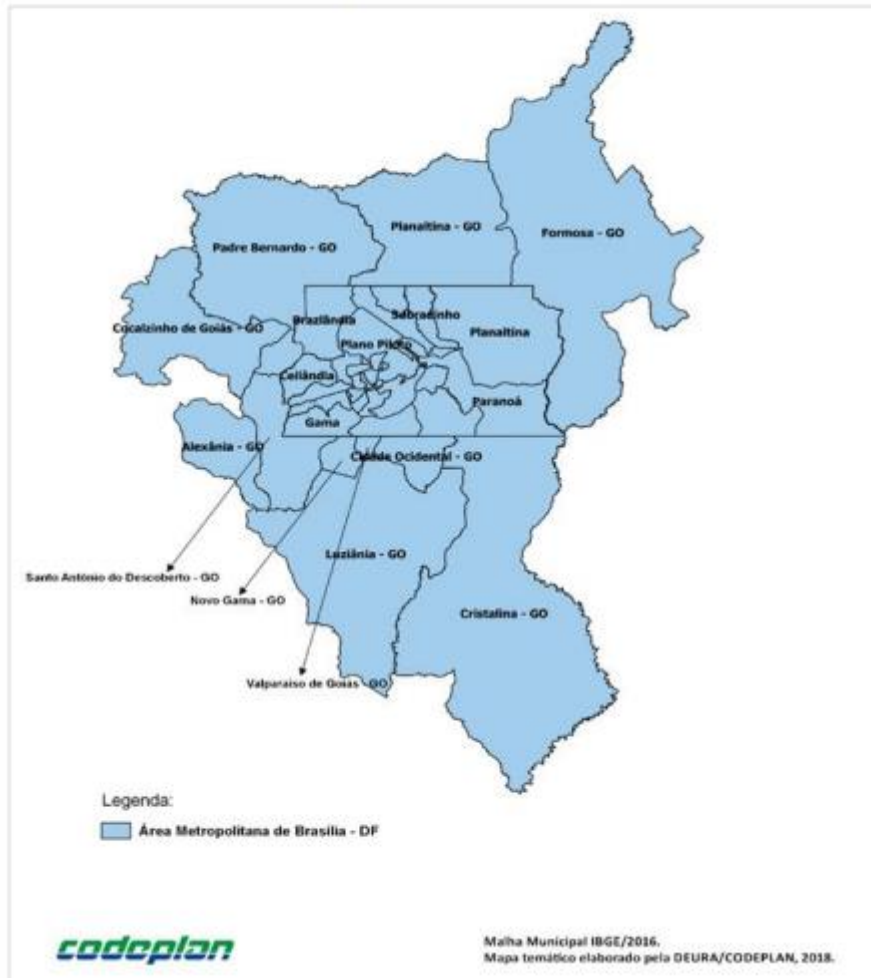 Planaltina - GO
Formosa - GO
Padre Bernardo - GO
Cocalzinho de Goiás - GO
Brazlândia
Sobradinho
Planaltina
Plano Piloto
Ceilândia
Paranoá
Gama
Alexânia - GO
Cidade Ocidental - GO
Luziânia - GO
Santo Antônio do Descoberto - GO
Novo Gama - GO
Cristalina - GO
Valparaíso de Goiás - GO
Legenda:
Área Metropolitana de Brasília - DF
codeplan
Malha Municipal IBGE/2016.
Mapa temático elaborado pela DEURA/CODEPLAN, 2018.